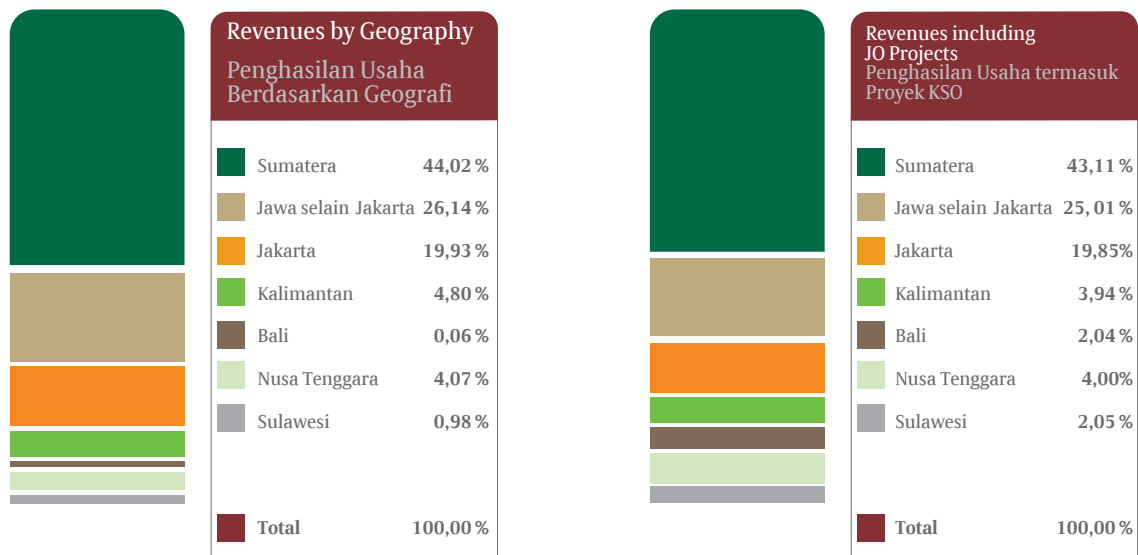 Revenues by Geography
Penghasilan Usaha
Berdasarkan Geografi
Sumatera 44,02 %
Jawa selain Jakarta 26,14 %
Jakarta 19,93 %
Kalimantan 4,80 %
Bali 0,06 %
Nusa Tenggara 4,07 %
Sulawesi 0,98 %
Total 100,00 %
Revenues including
JO Projects
Penghasilan Usaha termasuk
Proyek KSO
Sumatera 43,11 %
Jawa selain Jakarta 25, 01 %
Jakarta 19,85%
Kalimantan 3,94 %
Bali 2,04 %
Nusa Tenggara 4,00%
Sulawesi 2,05 %
Total 100,00 %